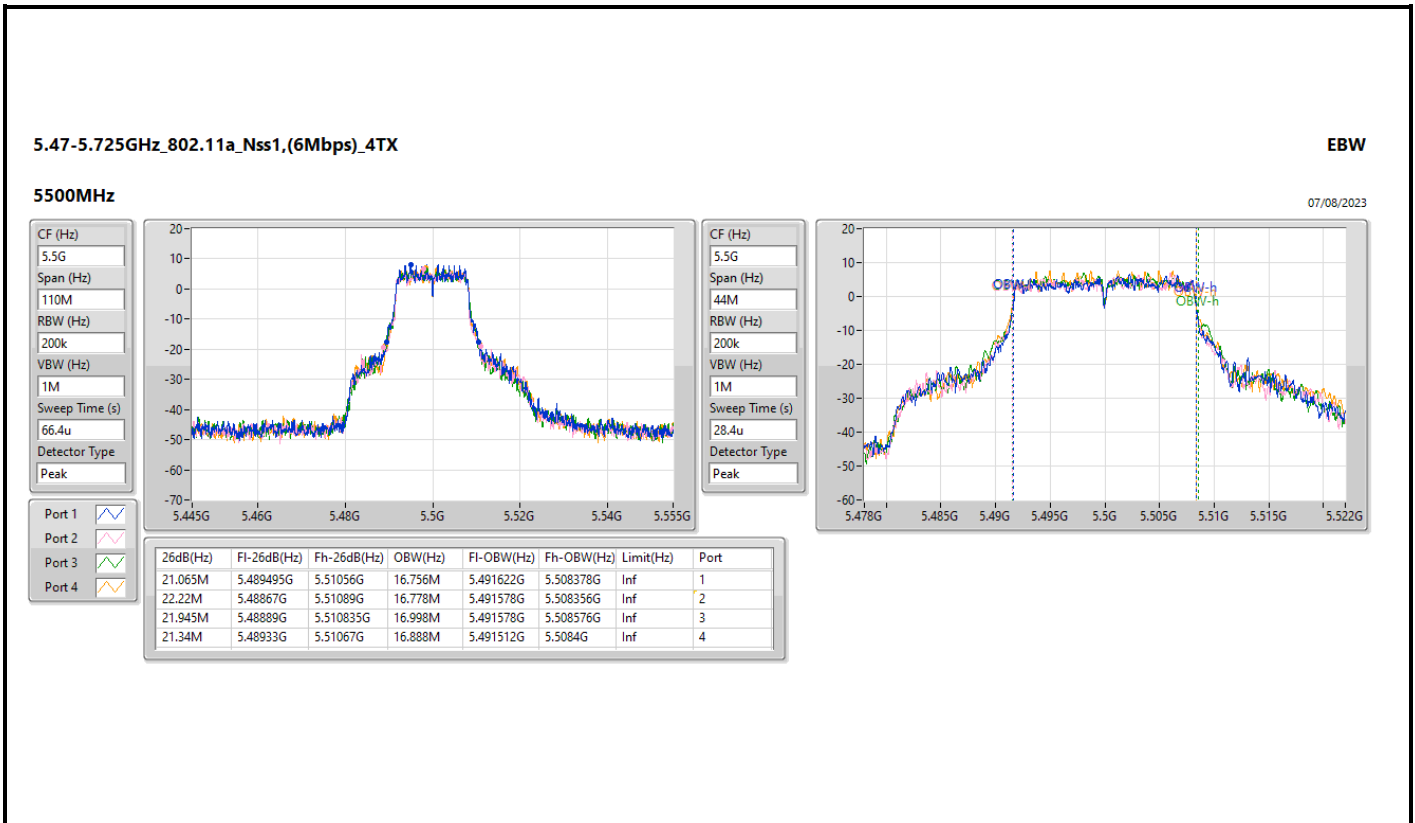 5.47-5.725GHz_802.11a_Nss1,(6Mbps)_4TX
EBW
5500MHz
07/08/2023
CF (Hz)
5.5G
Span (Hz)
110M
RBW (Hz)
200k
VBW (Hz)
1M
Sweep Time (s)
66.4u
Detector Type
Peak
Port 1
Port 2
Port 3
Port 4
20
10
0
-10
-20
-30
-40
-50
-60
-70
5.445G 5.46G 5.48G 5.5G 5.52G 5.54G 5.555G
CF (Hz)
5.5G
Span (Hz)
44M
RBW (Hz)
200k
VBW (Hz)
1M
Sweep Time (s)
28.4u
Detector Type
Peak
20
10
0
-10
-20
-30
-40
-50
-60
OBW-h
OBW-h
5.478G 5.485G 5.49G 5.495G 5.5G 5.505G 5.51G 5.515G 5.522G
26dB(Hz) Fl-26dB(Hz) Fh-26dB(Hz) OBW(Hz) Fl-OBW(Hz) Fh-OBW(Hz) Limit(Hz) Port
21.065M 5.489495G 5.51056G 16.756M 5.491622G 5.508378G Inf 1
22.22M 5.48867G 5.51089G 16.778M 5.491578G 5.508356G Inf 2
21.945M 5.48889G 5.510835G 16.998M 5.491578G 5.508576G Inf 3
21.34M 5.48933G 5.51067G 16.888M 5.491512G 5.5084G Inf 4